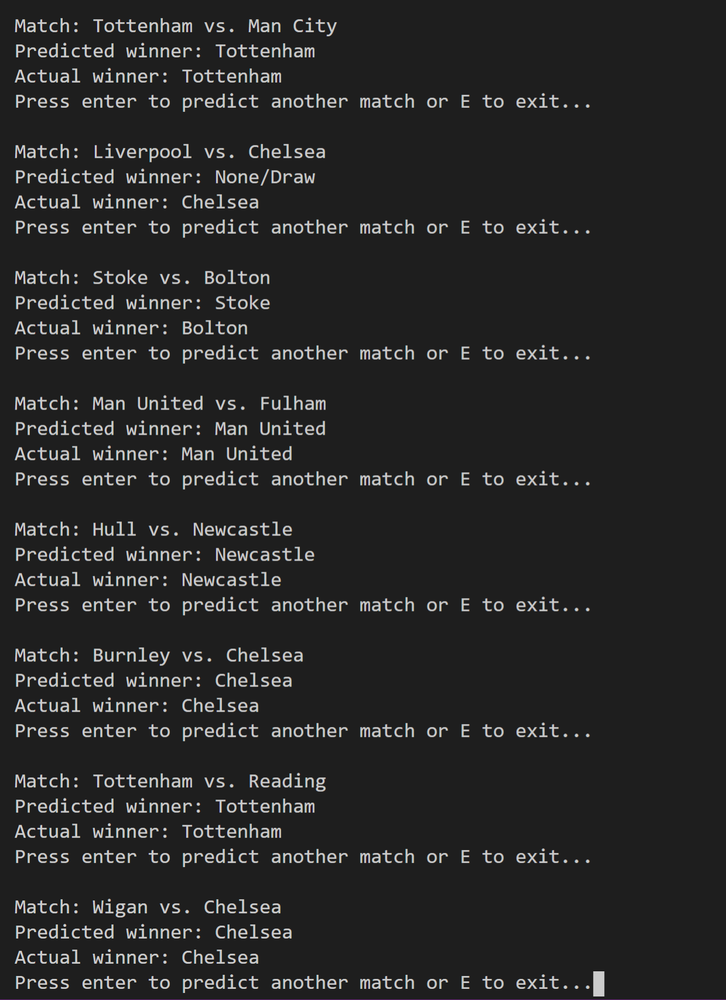 Match: Tottenham vs. Man City
Predicted winner: Tottenham
Actual winner: Tottenham
Press enter to predict another match or E to exit...
Match: Liverpool vs. Chelsea
Predicted winner: None/Draw
Actual winner: Chelsea
Press enter to predict another match or E to exit...
Match: Stoke vs. Bolton
Predicted winner: Stoke
Actual winner: Bolton
Press enter to predict another match or E to exit...
Match: Man United vs. Fulham
Predicted winner: Man United
Actual winner: Man United
Press enter to predict another match or E to exit...
Match: Hull vs. Newcastle
Predicted winner: Newcastle
Actual winner: Newcastle
Press enter to predict another match or E to exit...
Match: Burnley vs. Chelsea
Predicted winner: Chelsea
Actual winner: Chelsea
Press enter to predict another match or E to exit...
Match: Tottenham vs. Reading
Predicted winner: Tottenham
Actual winner: Tottenham
Press enter to predict another match or E to exit...
Match: Wigan vs. Chelsea
Predicted winner: Chelsea
Actual winner: Chelsea
Press enter to predict another match or E to exit...